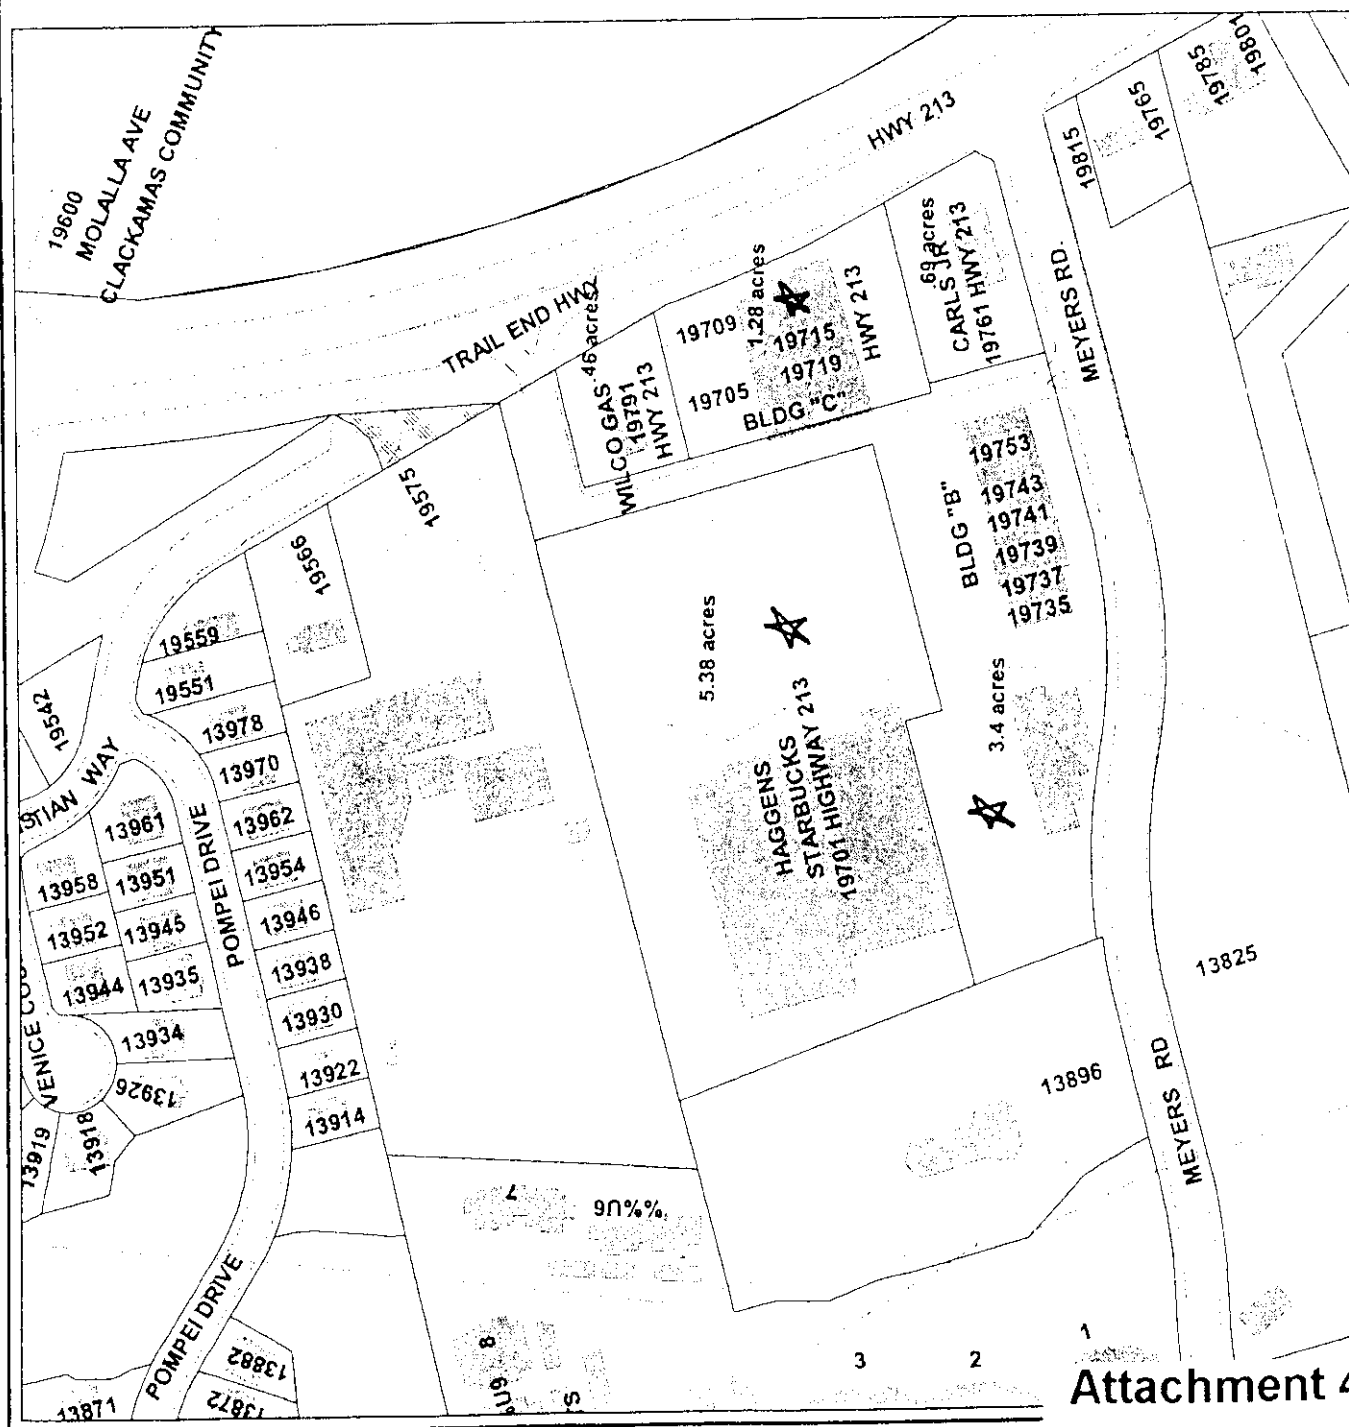 19600
MOLALLA AVE
CLACKAMAS COMMUNITY
HWY 213
19801
19785
19765
19815
TRAIL END HW
.46 acres
WILCO GAS
19791
HWY 213
19709
1.28 acres
19715
19719
19705
BLDG "C"
HWY 213
.69 acres
CARLS JR
19761 HWY 213
MEYERS RD.
19575
19566
19753
19743
19741
19739
19737
19735
BLDG "B"
19559
19551
19542
STIAN WAY
5.38 acres
3.4 acres
HAGGENS
STARBUCKS
19701 HIGHWAY 213
13978
13970
13962
13954
13946
13938
13930
13922
13914
POMPEI DRIVE
13961
13951
13945
13935
13958
13952
13944
13934
13926
13918
13919
VENICE CO
13825
13896
MEYERS RD
7
%%U6
8
POMPEI DRIVE
13882
13872
13871
3
2
1
Attachment 4